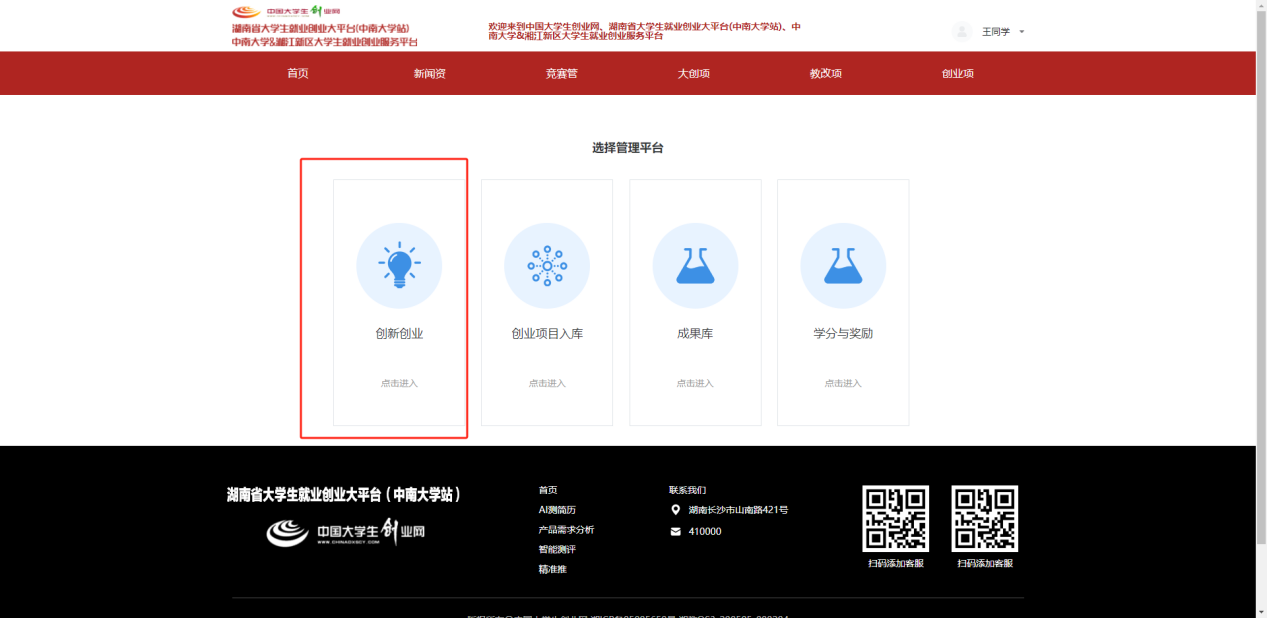 中国大学生创业网
湖南省大学生就业创业大平台(中南大学站)
中南大学&湘江新区大学生就业创业服务平台
欢迎来到中国大学生创业网、湖南省大学生就业创业大平台(中南大学站)、中
南大学&湘江新区大学生就业创业服务平台
王同学
首页 新闻资 竞赛管 大创项 教改项 创业项
选择管理平台
创新创业 创业项目入库 成果库 学分与奖励
点击进入 点击进入 点击进入 点击进入
湖南省大学生就业创业大平台（中南大学站）
中国大学生创业网
WWW.CHINADXSCY.COM
首页
AI测简历
产品需求分析
智能测评
精准推
联系我们
湖南长沙市山南路421号
410000
扫码添加客服 扫码添加客服